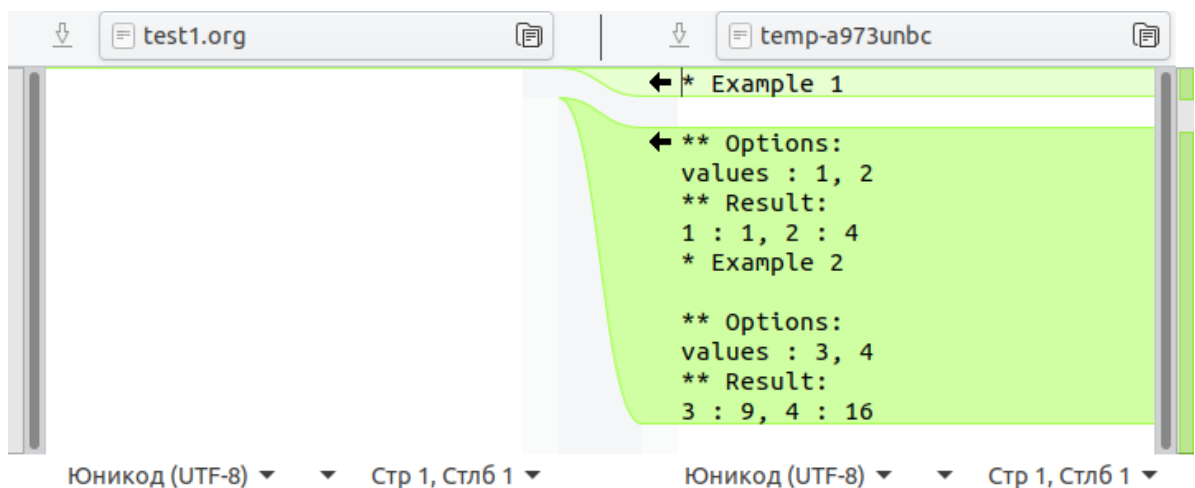 test1.org
temp-a973unbc
* Example 1
** Options:
values : 1, 2
** Result:
1 : 1, 2 : 4
* Example 2
** Options:
values : 3, 4
** Result:
3 : 9, 4 : 16
Юникод (UTF-8) Стр 1, Стлб 1
Юникод (UTF-8) Стр 1, Стлб 1